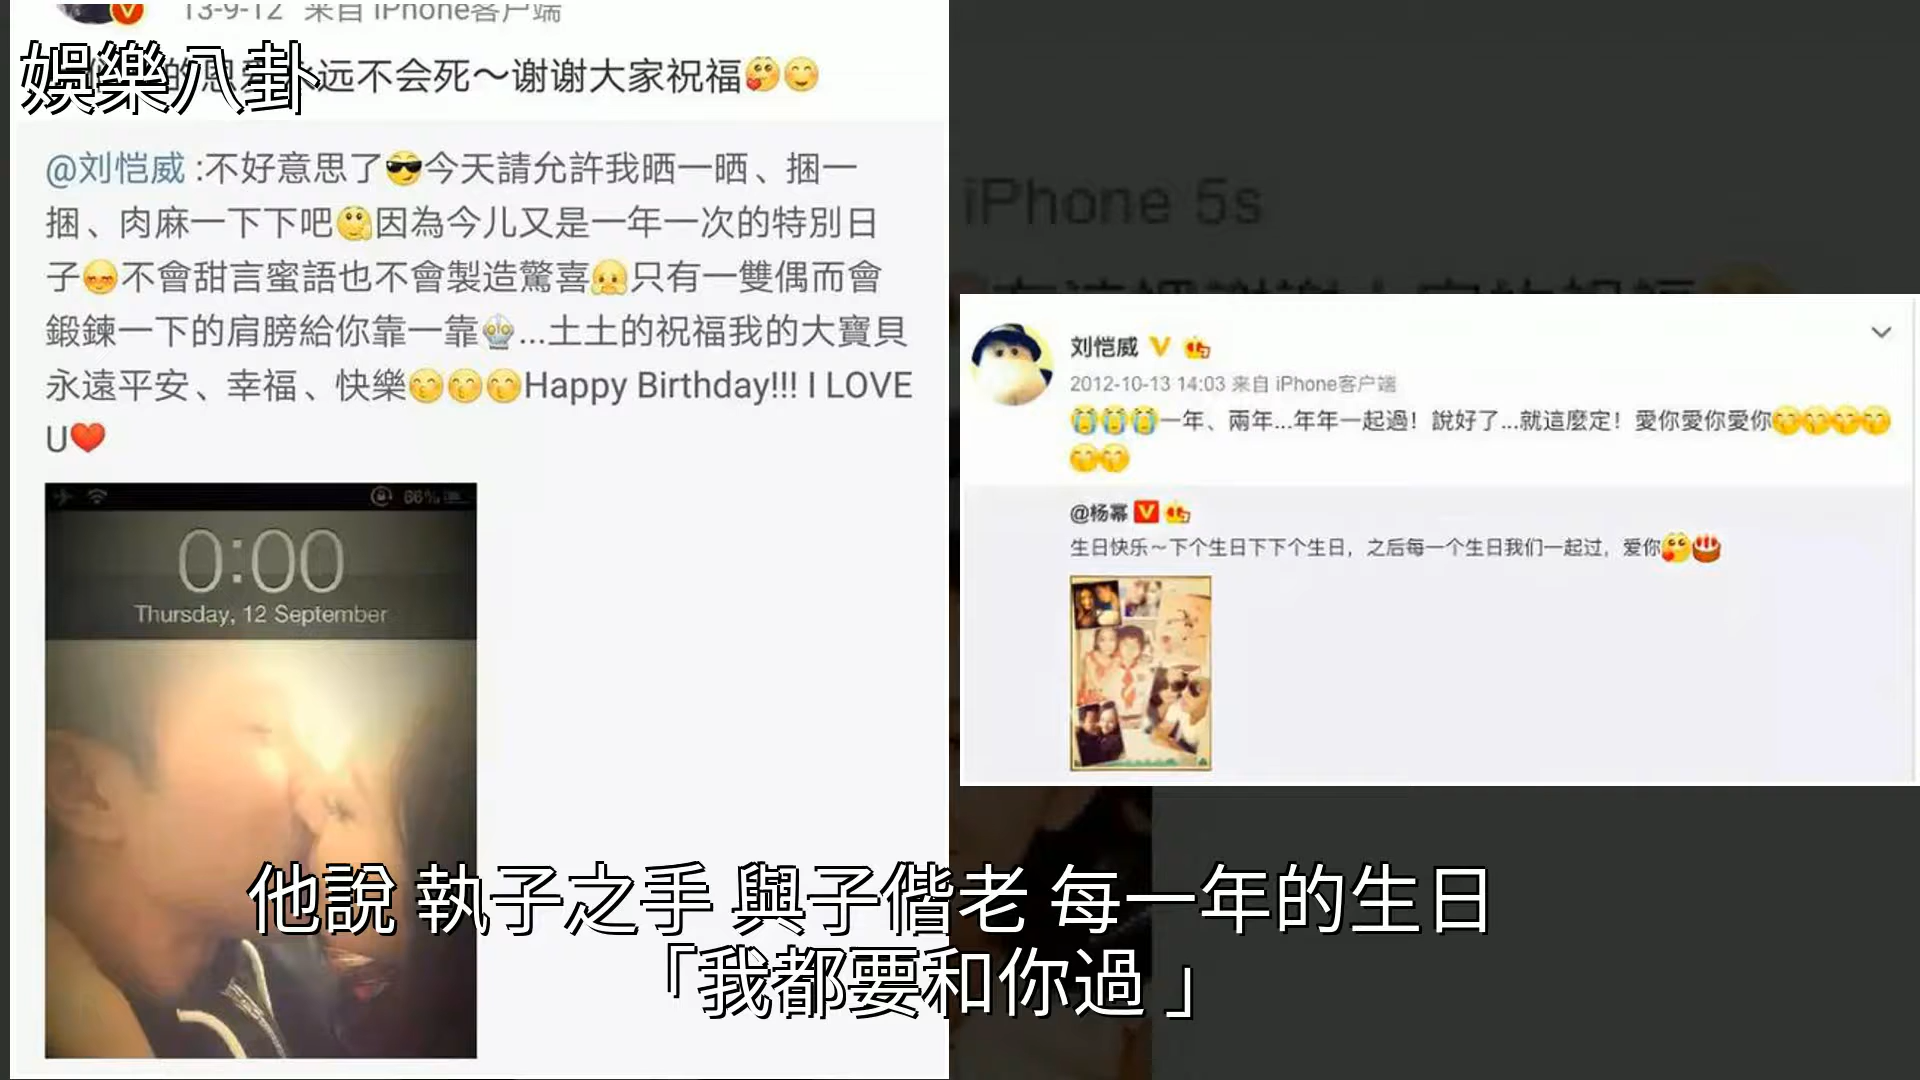 13-9-12 来自 iPhone客户端
娛樂八卦
远不会死～谢谢大家祝福
@刘恺威 :不好意思了今天請允許我晒一晒、捆一
捆、肉麻一下下吧因為今儿又是一年一次的特別日
子不會甜言蜜語也不會製造驚喜只有一雙偶而會
鍛鍊一下的肩膀給你靠一靠...土土的祝福我的大寶貝
永遠平安、幸福、快樂Happy Birthday!!! I LOVE
U❤
66%
0:00
Thursday, 12 September
iPhone 5s
刘恺威
2012-10-13 14:03 来自 iPhone客户端
一年、兩年...年年一起過！說好了...就這麼定！愛你愛你愛你
@杨幂
生日快乐～下个生日下下个生日，之后每一个生日我们一起过，爱你
他說 執子之手 與子偕老 每一年的生日
「我都要和你過 」